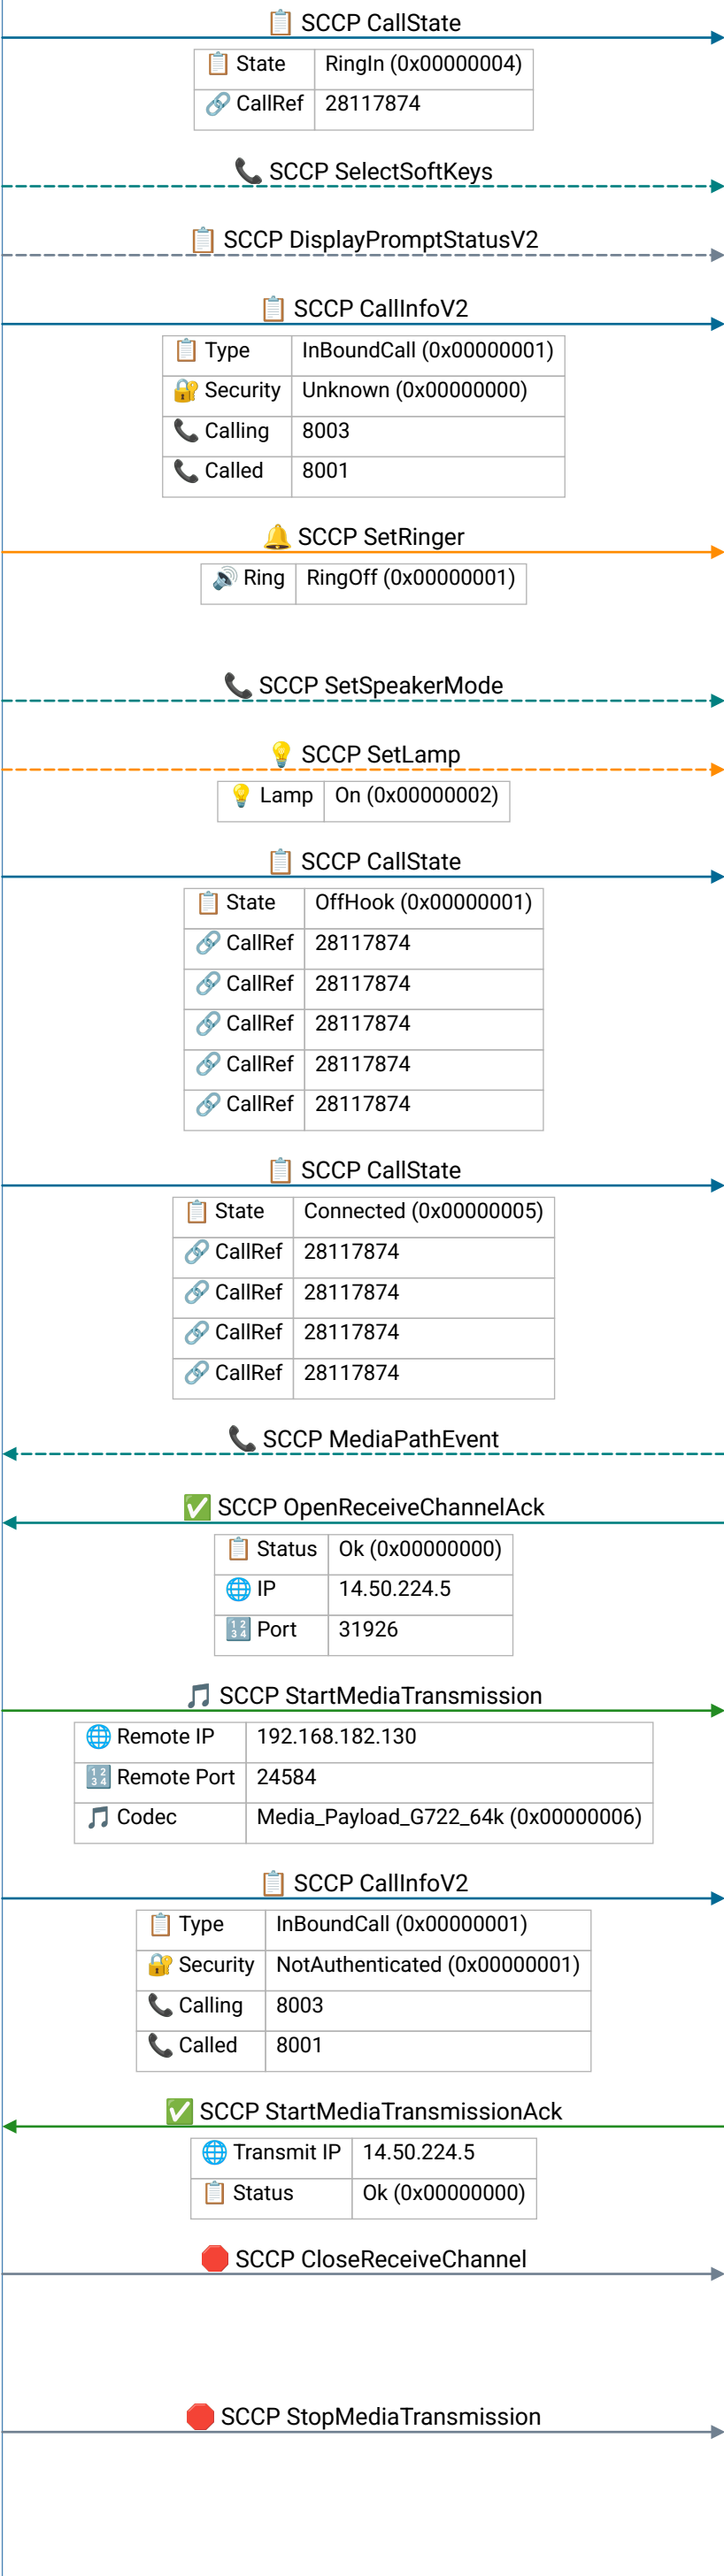 📋 SCCP CallState
📋 State RingIn (0x00000004)
🔗 CallRef 28117874
📞 SCCP SelectSoftKeys
📋 SCCP DisplayPromptStatusV2
📋 SCCP CallInfoV2
📋 Type InBoundCall (0x00000001)
🔐 Security Unknown (0x00000000)
📞 Calling 8003
📞 Called 8001
🔔 SCCP SetRinger
🔊 Ring RingOff (0x00000001)
📞 SCCP SetSpeakerMode
💡 SCCP SetLamp
💡 Lamp On (0x00000002)
📋 SCCP CallState
📋 State OffHook (0x00000001)
🔗 CallRef 28117874
🔗 CallRef 28117874
🔗 CallRef 28117874
🔗 CallRef 28117874
🔗 CallRef 28117874
📋 SCCP CallState
📋 State Connected (0x00000005)
🔗 CallRef 28117874
🔗 CallRef 28117874
🔗 CallRef 28117874
🔗 CallRef 28117874
📞 SCCP MediaPathEvent
✅ SCCP OpenReceiveChannelAck
📋 Status Ok (0x00000000)
🌐 IP 14.50.224.5
🔢 Port 31926
🎵 SCCP StartMediaTransmission
🌐 Remote IP 192.168.182.130
🔢 Remote Port 24584
🎵 Codec Media_Payload_G722_64k (0x00000006)
📋 SCCP CallInfoV2
📋 Type InBoundCall (0x00000001)
🔐 Security NotAuthenticated (0x00000001)
📞 Calling 8003
📞 Called 8001
✅ SCCP StartMediaTransmissionAck
🌐 Transmit IP 14.50.224.5
📋 Status Ok (0x00000000)
🛑 SCCP CloseReceiveChannel
🛑 SCCP StopMediaTransmission